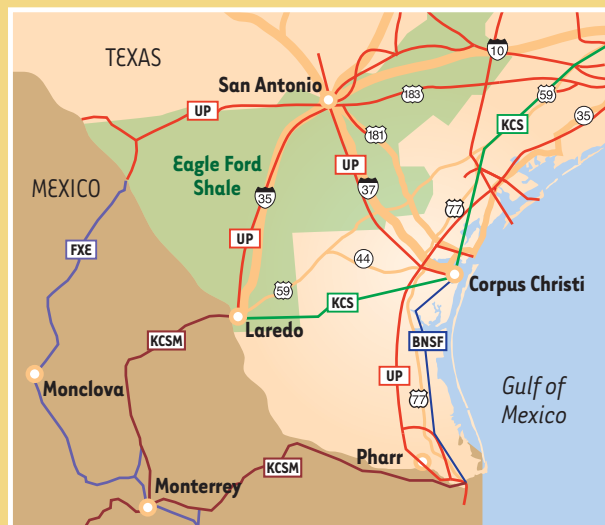 TEXAS
10
San Antonio
183
59
KCS
35
UP
181
UP
Eagle Ford
Shale
MEXICO
35
37
77
FXE
UP
44
59
Corpus Christi
KCS
Laredo
KCSM
BNSF
UP
77
Monclova
Gulf of
Mexico
Pharr
KCSM
Monterrey